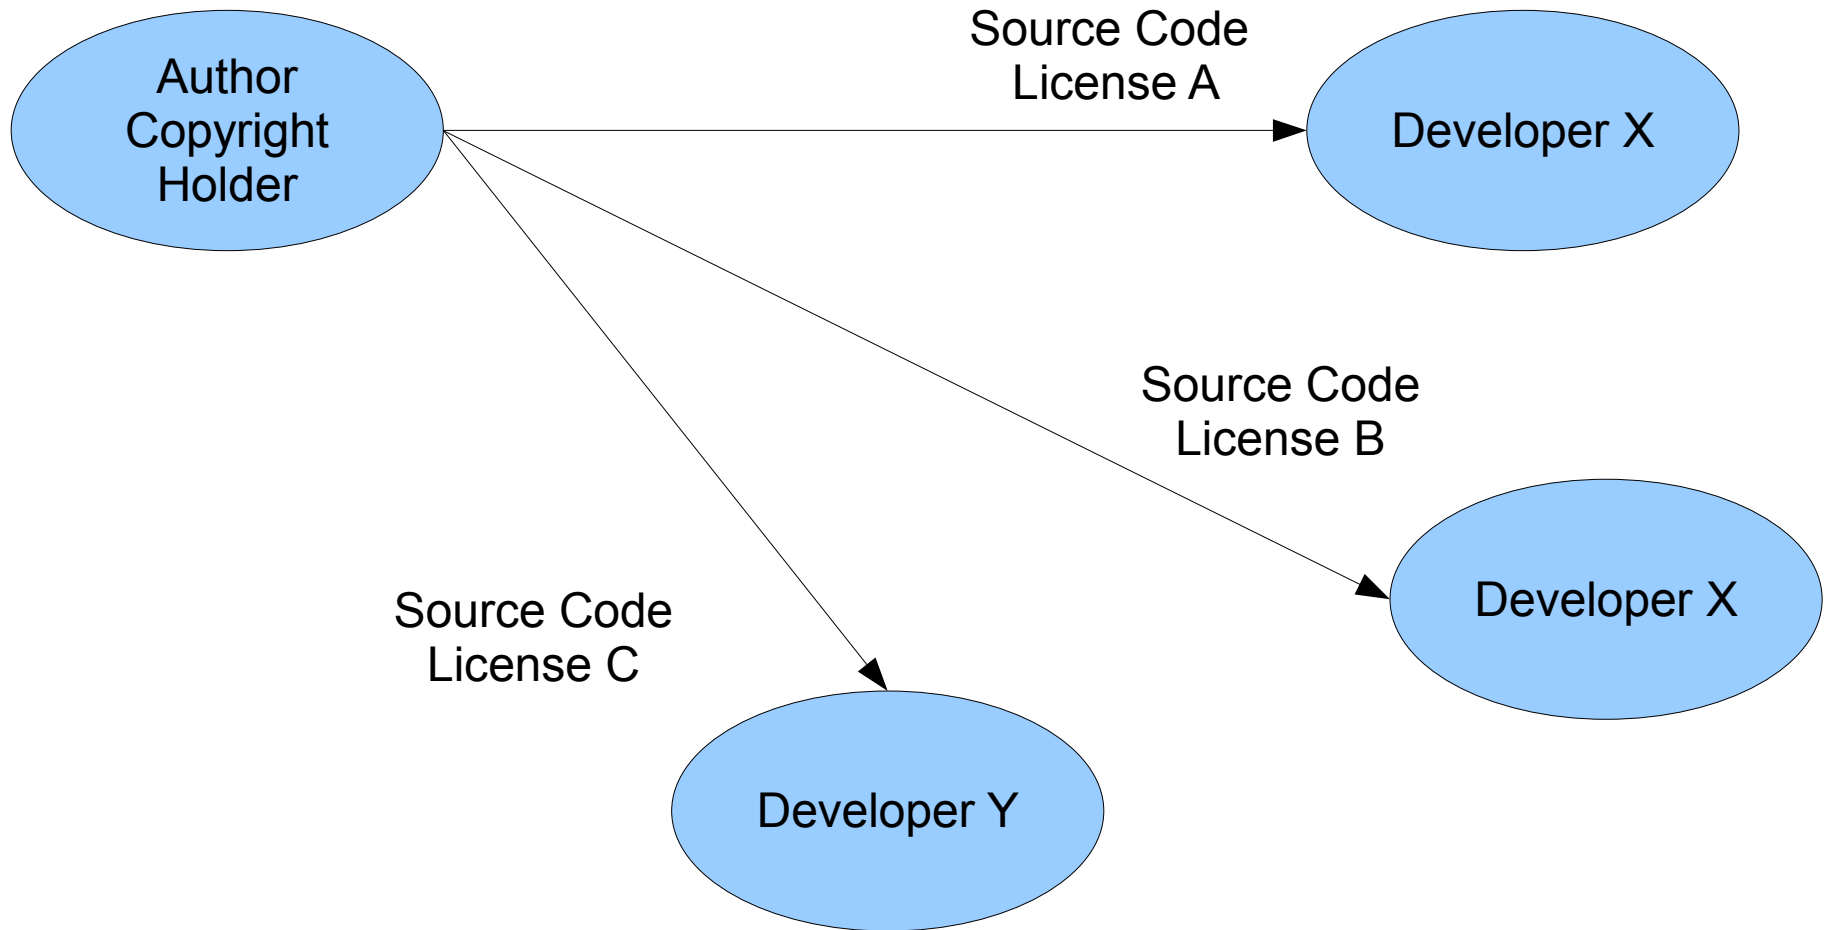 Author
Copyright
Holder
Source Code
License A
Developer X
Source Code
License B
Developer X
Source Code
License C
Developer Y